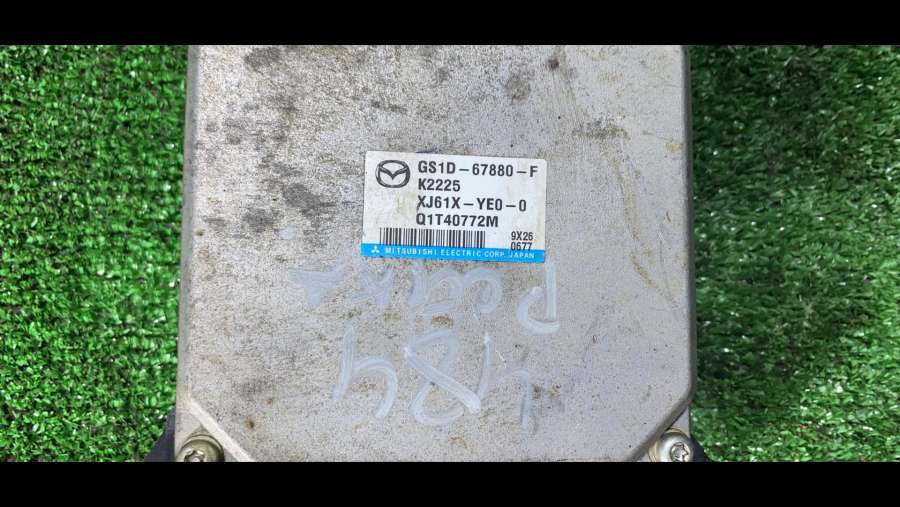 GS1D-67880-F
K2225
XJ61X-YE0-0
Q1T40772M
9X26
0677
MITSUBISHI ELECTRIC CORP. JAPAN